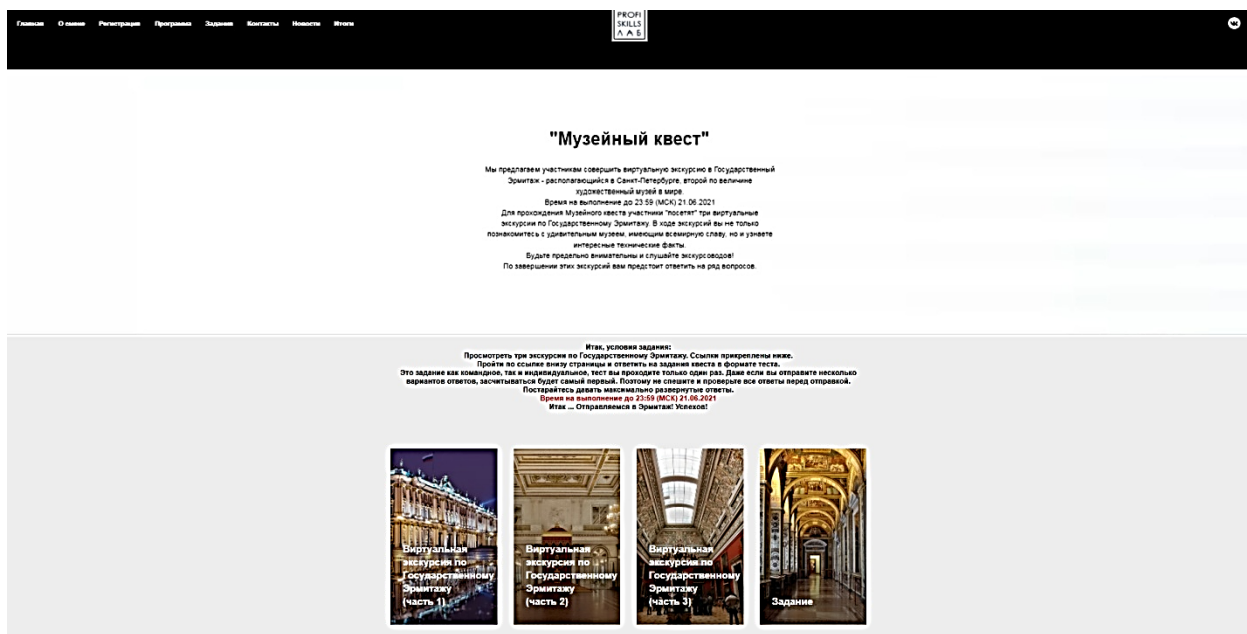 Главная О смене Регистрация Программа Задания Контакты Новости Итоги
PROFI
SKILLS
Λ А Б
"Музейный квест"
Мы предлагаем участникам совершить виртуальную экскурсию в Государственный
Эрмитаж - располагающийся в Санкт-Петербурге, второй по величине
художественный музей в мире.
Время на выполнение до 23:59 (МСК) 21.06.2021
Для прохождения Музейного квеста участники "посетят" три виртуальные
экскурсии по Государственному Эрмитажу. В ходе экскурсий вы не только
познакомитесь с удивительным музеем, имеющим всемирную славу, но и узнаете
интересные технические факты.
Будьте предельно внимательны и слушайте экскурсоводов!
По завершении этих экскурсий вам предстоит ответить на ряд вопросов.
Итак, условия задания:
Просмотреть три экскурсии по Государственному Эрмитажу. Ссылки прикреплены ниже.
Пройти по ссылке внизу страницы и ответить на задания квеста в формате теста.
Это задание как командное, так и индивидуальное, тест вы проходите только один раз. Даже если вы отправите несколько
вариантов ответов, засчитываться будет самый первый. Поэтому не спешите и проверьте все ответы перед отправкой.
Постарайтесь давать максимально развернутые ответы.
Время на выполнение до 23:59 (МСК) 21.06.2021
Итак ... Отправляемся в Эрмитаж! Успехов!
Виртуальная
экскурсия по
Государственному
Эрмитажу
(часть 1)
Виртуальная
экскурсия по
Государственному
Эрмитажу
(часть 2)
Виртуальная
экскурсия по
Государственному
Эрмитажу
(часть 3)
Задание